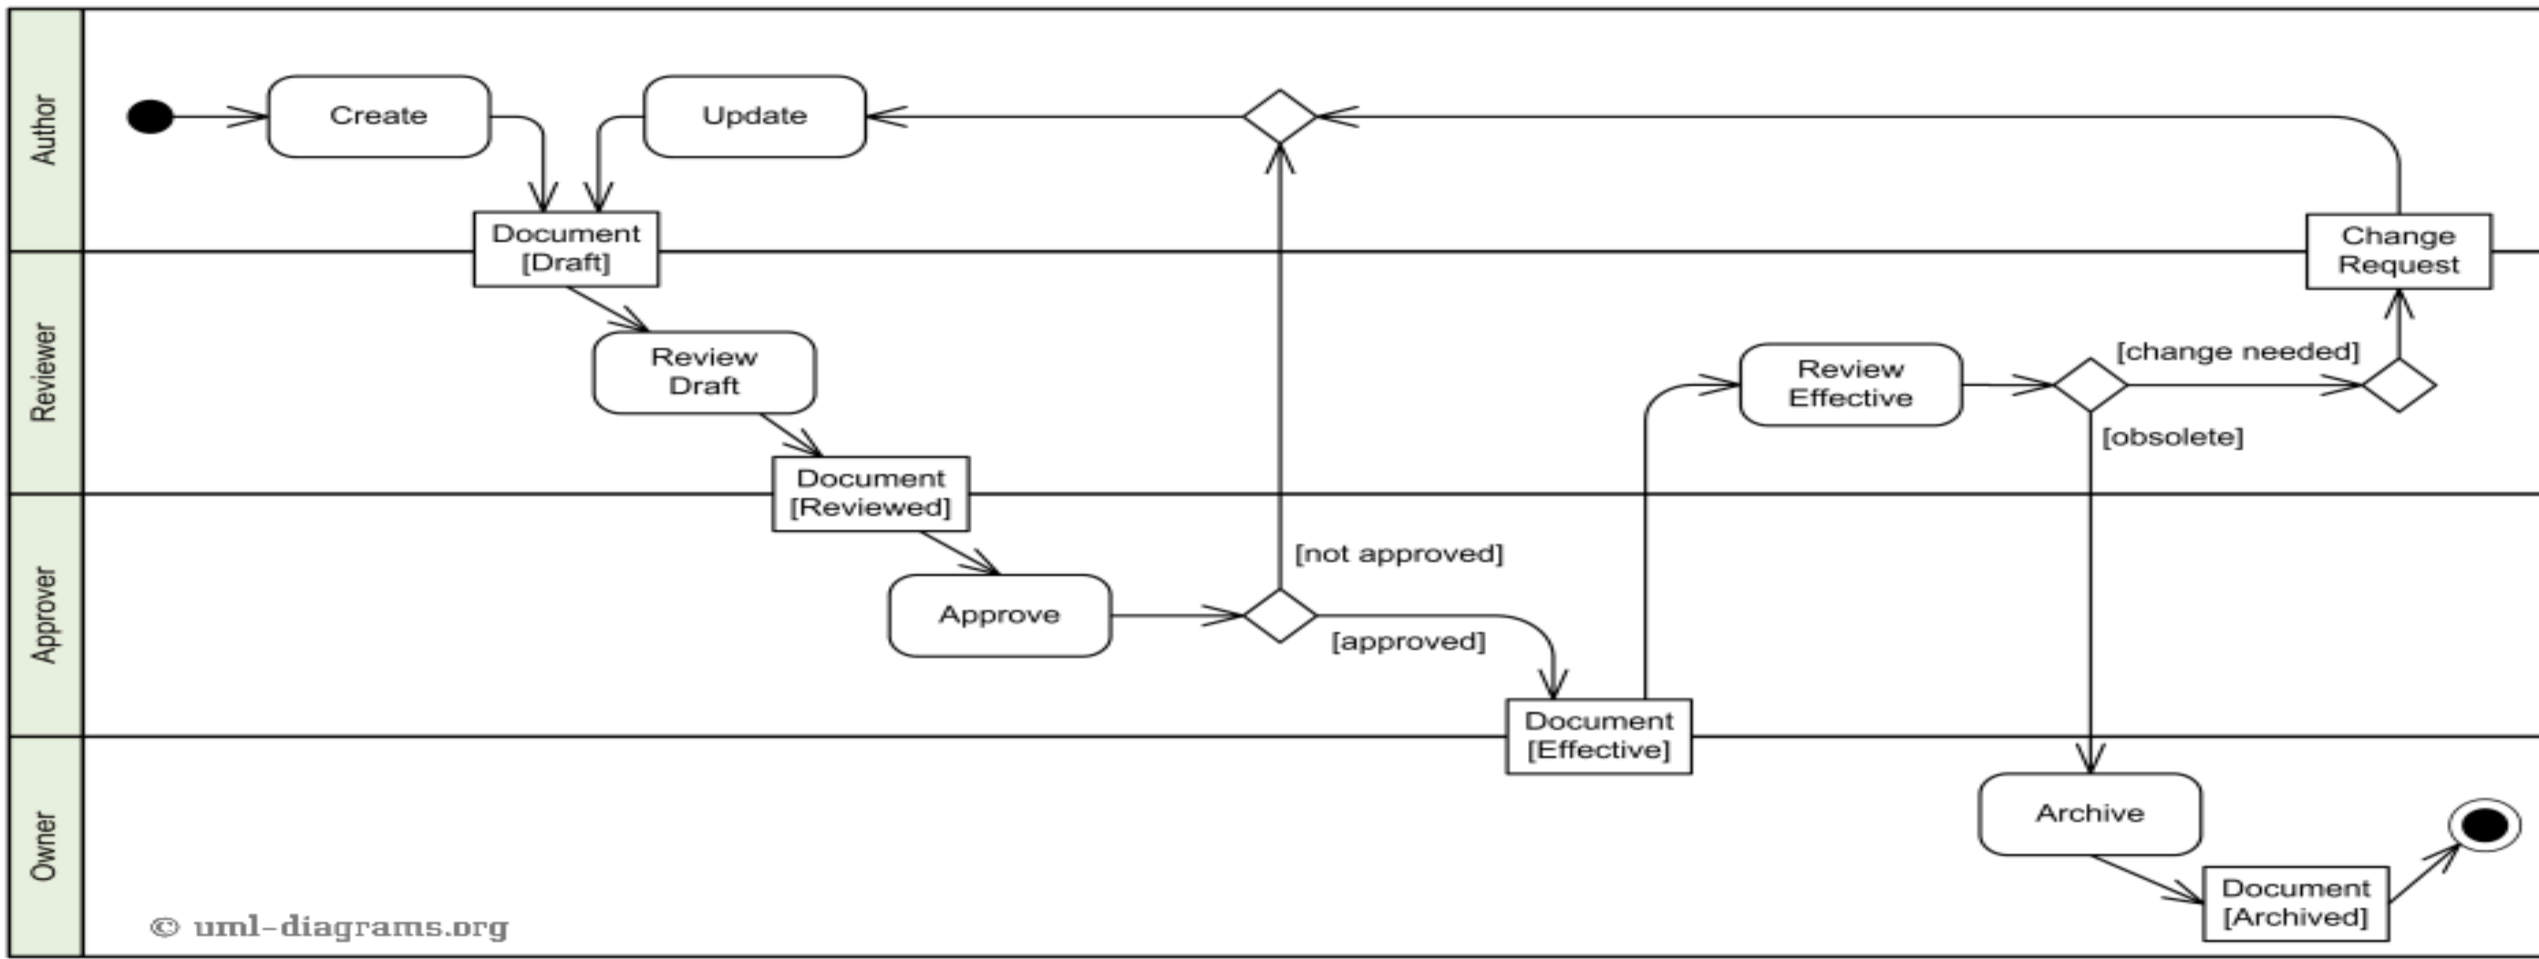 Author
Create
Update
Document
[Draft]
Change
Request
Reviewer
Review
Draft
Review
Effective
[change needed]
[obsolete]
Document
[Reviewed]
Approver
Approve
[not approved]
[approved]
Document
[Effective]
Owner
Archive
Document
[Archived]
© uml-diagrams.org